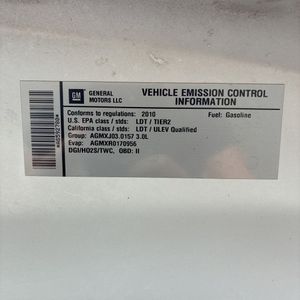 GM
GENERAL MOTORS LLC
VEHICLE EMISSION CONTROL INFORMATION
Conforms to regulations: 2010 Fuel: Gasoline
U.S. EPA class / stds: LDT / TIER2
California class / stds: LDT / ULEV Qualified
Group: AGMXJ03.0157 3.0L
Evap: AGMXR0170956
DGI/HO2S/TWC, OBD: II